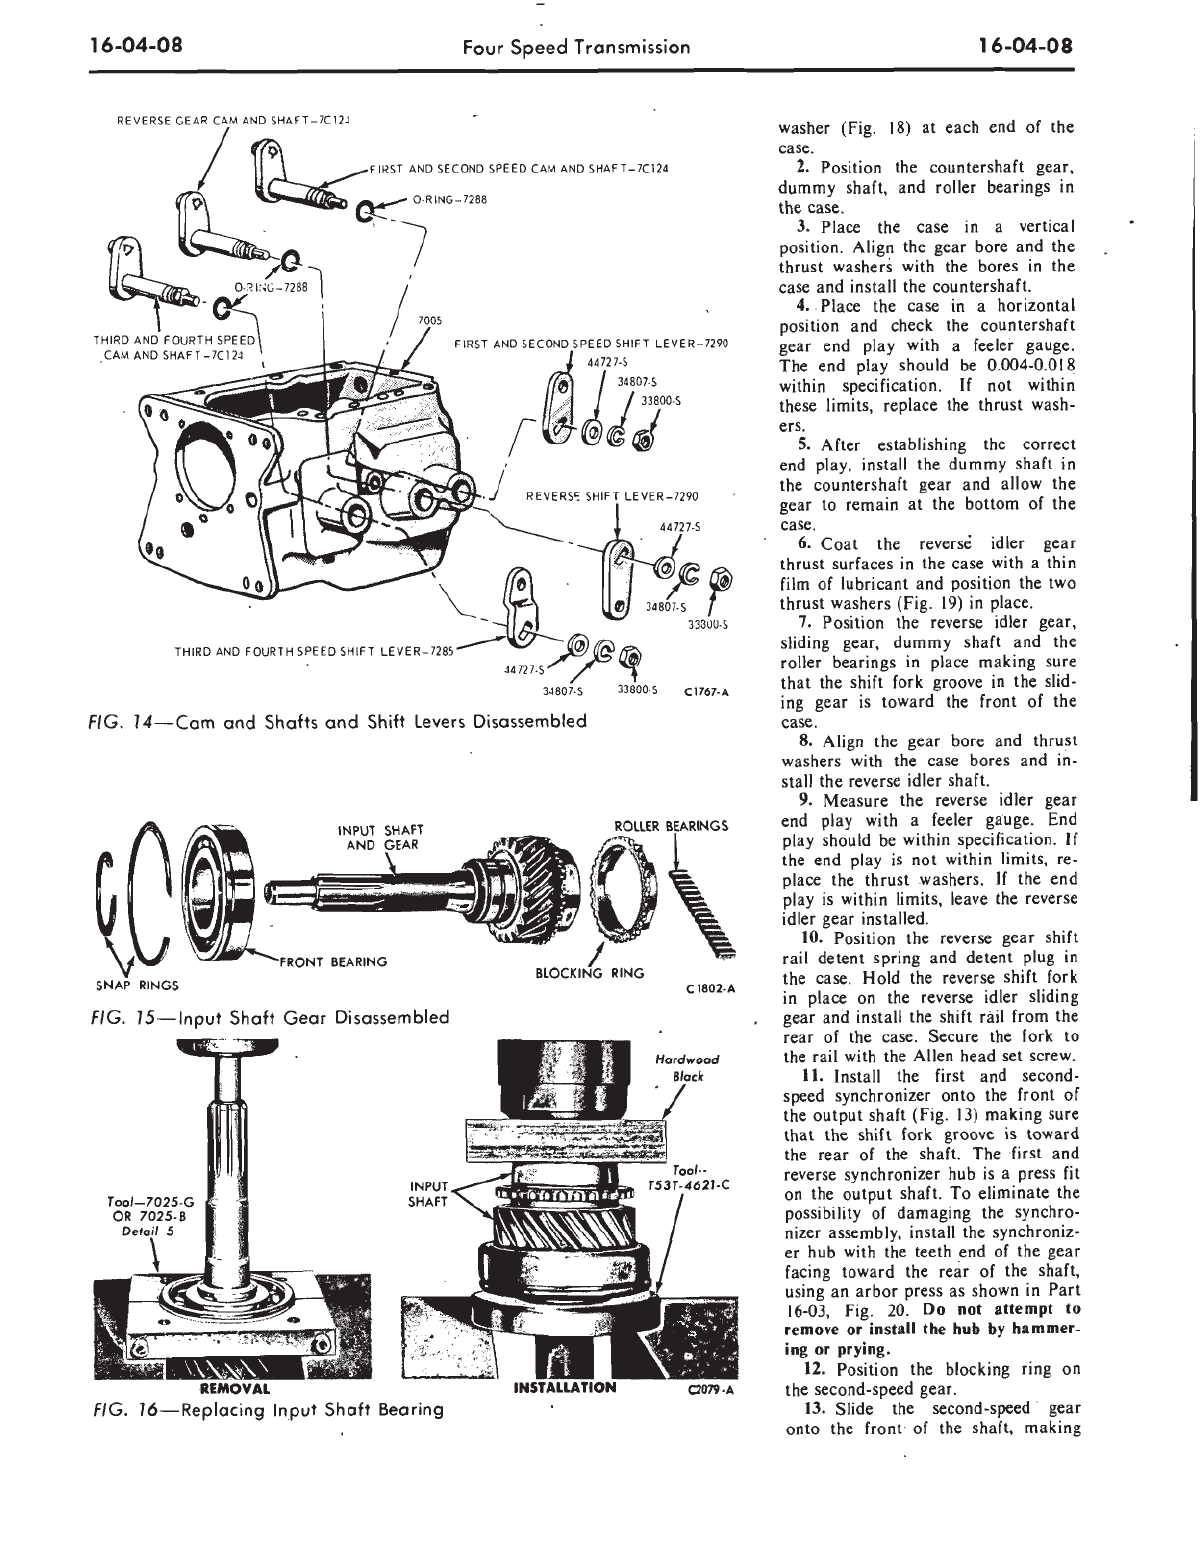 16-04-08
Four Speed Transmission
16-04-08
REVERSE GEAR CAM AND SHAFT-7C124
FIRST AND SECOND SPEED CAM AND SHAFT-7C124
O-RING-7288
O-RING-7288
7005
THIRD AND FOURTH SPEED
CAM AND SHAFT-7C124
FIRST AND SECOND SPEED SHIFT LEVER-7290
44727-S
34807-S
33800-S
REVERSE SHIFT LEVER-7290
44727-S
34807-S
33800-S
THIRD AND FOURTH SPEED SHIFT LEVER-7285
44727-S
34807-S
33800-S
C1767-A
FIG. 14—Cam and Shafts and Shift Levers Disassembled
INPUT SHAFT
AND GEAR
ROLLER BEARINGS
FRONT BEARING
BLOCKING RING
SNAP RINGS
C1802-A
FIG. 15—Input Shaft Gear Disassembled
Hardwood
Block
Tool--
T53T-4621-C
INPUT
SHAFT
Tool—7025-G
OR 7025-B
Detail 5
REMOVAL
INSTALLATION
C2079-A
FIG. 16—Replacing Input Shaft Bearing
washer (Fig. 18) at each end of the
case.
2. Position the countershaft gear,
dummy shaft, and roller bearings in
the case.
3. Place the case in a vertical
position. Align the gear bore and the
thrust washers with the bores in the
case and install the countershaft.
4. Place the case in a horizontal
position and check the countershaft
gear end play with a feeler gauge.
The end play should be 0.004-0.018
within specification. If not within
these limits, replace the thrust wash-
ers.
5. After establishing the correct
end play, install the dummy shaft in
the countershaft gear and allow the
gear to remain at the bottom of the
case.
6. Coat the reverse idler gear
thrust surfaces in the case with a thin
film of lubricant and position the two
thrust washers (Fig. 19) in place.
7. Position the reverse idler gear,
sliding gear, dummy shaft and the
roller bearings in place making sure
that the shift fork groove in the slid-
ing gear is toward the front of the
case.
8. Align the gear bore and thrust
washers with the case bores and in-
stall the reverse idler shaft.
9. Measure the reverse idler gear
end play with a feeler gauge. End
play should be within specification. If
the end play is not within limits, re-
place the thrust washers. If the end
play is within limits, leave the reverse
idler gear installed.
10. Position the reverse gear shift
rail detent spring and detent plug in
the case. Hold the reverse shift fork
in place on the reverse idler sliding
gear and install the shift rail from the
rear of the case. Secure the fork to
the rail with the Allen head set screw.
11. Install the first and second-
speed synchronizer onto the front of
the output shaft (Fig. 13) making sure
that the shift fork groove is toward
the rear of the shaft. The first and
reverse synchronizer hub is a press fit
on the output shaft. To eliminate the
possibility of damaging the synchro-
nizer assembly, install the synchroniz-
er hub with the teeth end of the gear
facing toward the rear of the shaft,
using an arbor press as shown in Part
16-03, Fig. 20. Do not attempt to
remove or install the hub by hammer-
ing or prying.
12. Position the blocking ring on
the second-speed gear.
13. Slide the second-speed gear
onto the front of the shaft, making